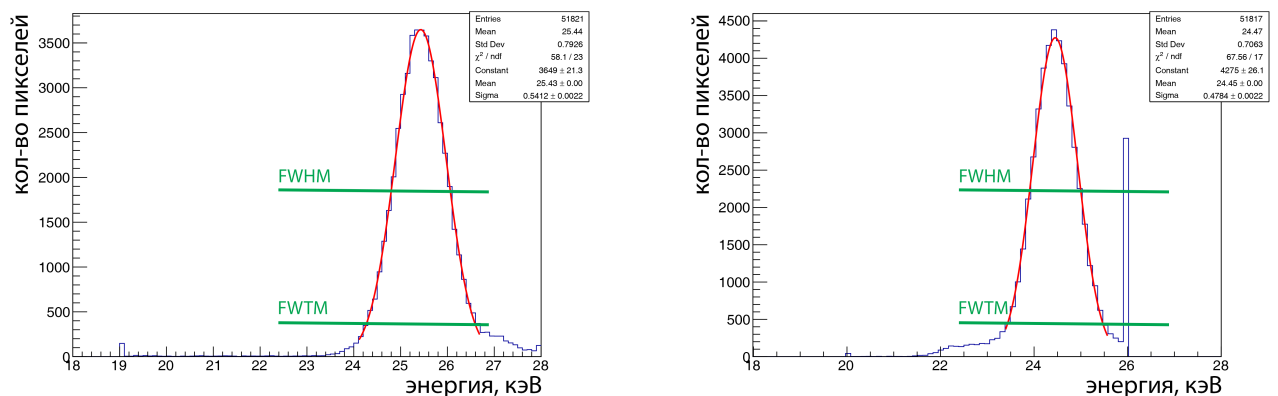 кол-во пикселей
3500
3000
2500
2000
1500
1000
500
0
18 19 20 21 22 23 24 25 26 27 28
энергия, кэВ
FWHM
FWTM
Entries 51821
Mean 25.44
Std Dev 0.7926
χ² / ndf 58.1 / 23
Constant 3649 ± 21.3
Mean 25.43 ± 0.00
Sigma 0.5412 ± 0.0022
кол-во пикселей
4500
4000
3500
3000
2500
2000
1500
1000
500
0
18 20 22 24 26 28
энергия, кэВ
FWHM
FWTM
Entries 51817
Mean 24.47
Std Dev 0.7063
χ² / ndf 67.56 / 17
Constant 4275 ± 26.1
Mean 24.45 ± 0.00
Sigma 0.4784 ± 0.0022